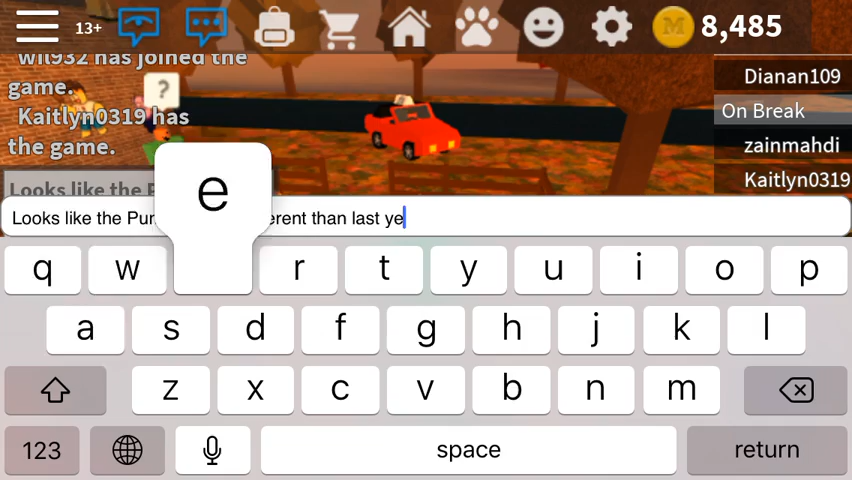 13+
8,485
wil932 has joined the
game.
Kaitlyn0319 has
the game.
?
Dianan109
On Break
zainmahdi
Kaitlyn0319
Looks like the
e
Looks like the erent than last ye
q w r t y u i o p
a s d f g h j k l
z x c v b n m
123 space return